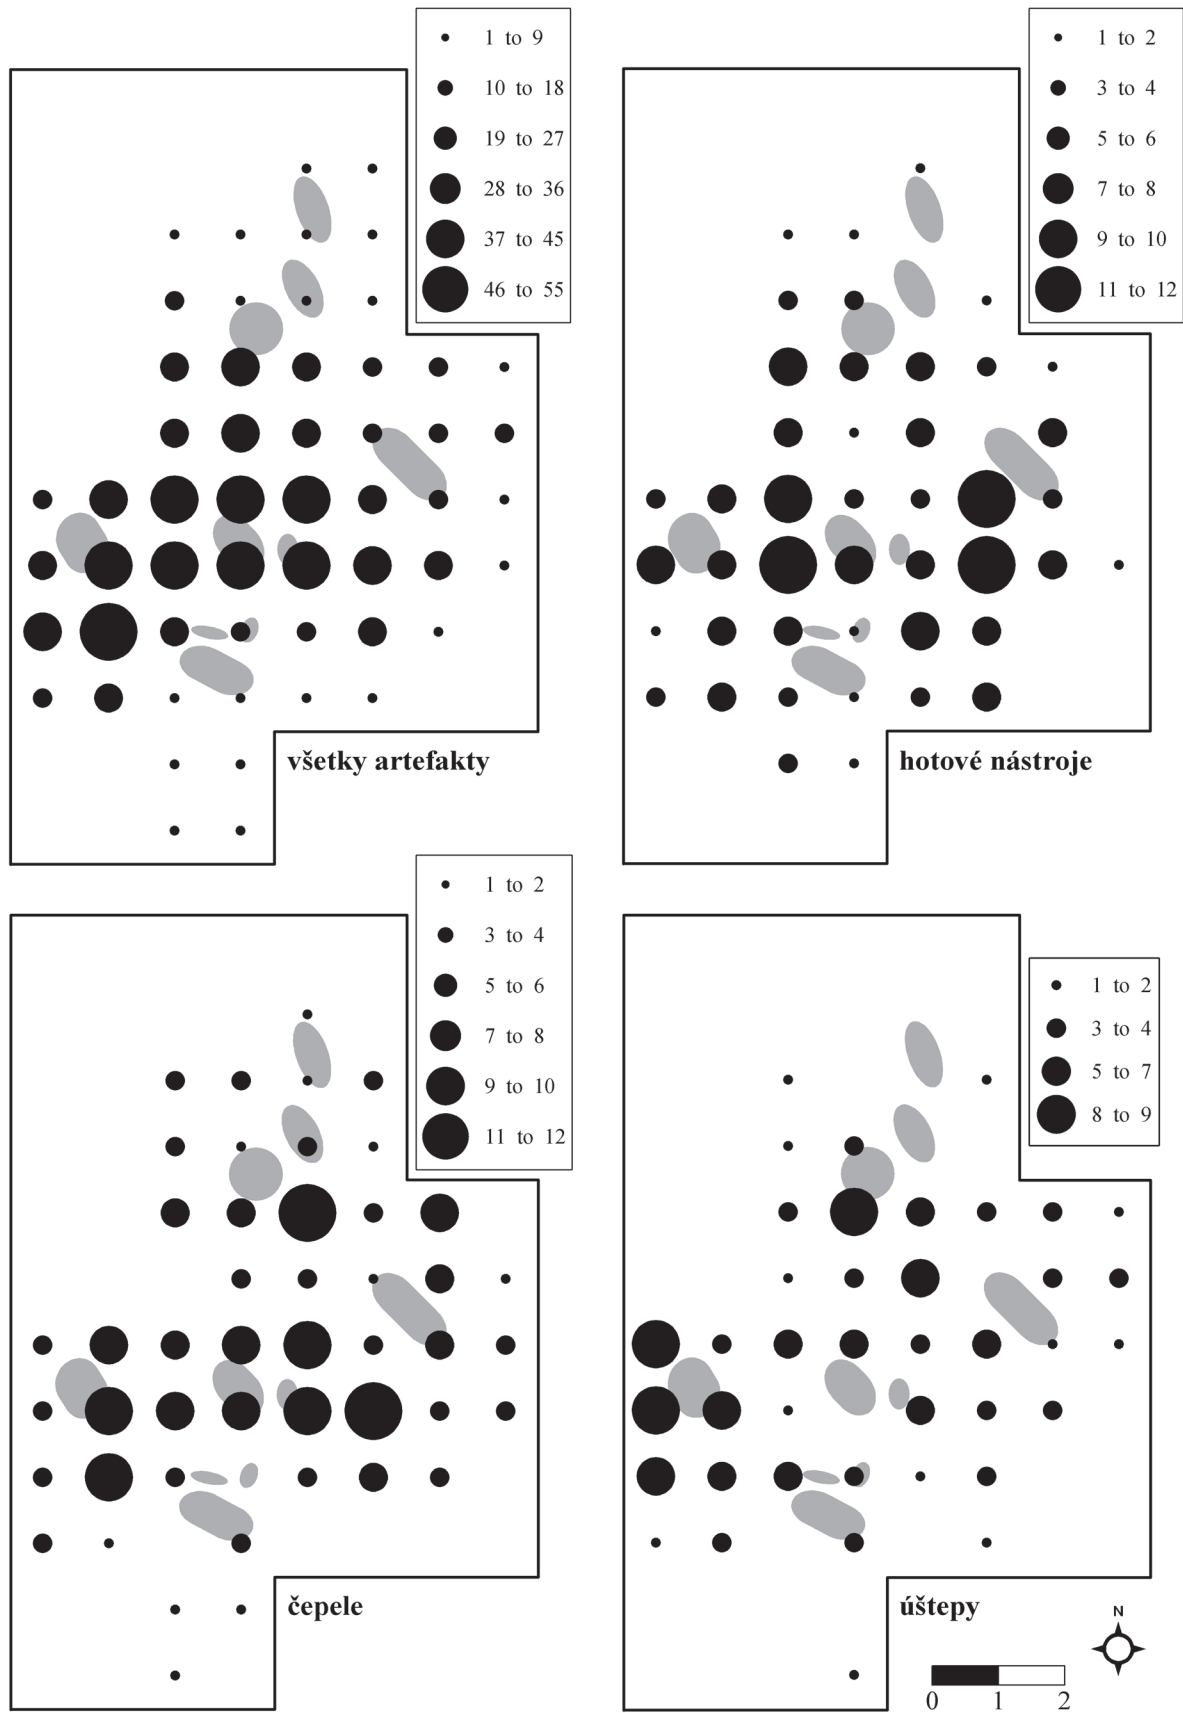 1 to 9
10 to 18
19 to 27
28 to 36
37 to 45
46 to 55
všetky artefakty
1 to 2
3 to 4
5 to 6
7 to 8
9 to 10
11 to 12
hotové nástroje
1 to 2
3 to 4
5 to 6
7 to 8
9 to 10
11 to 12
čepele
1 to 2
3 to 4
5 to 7
8 to 9
úštepy
N
0 1 2